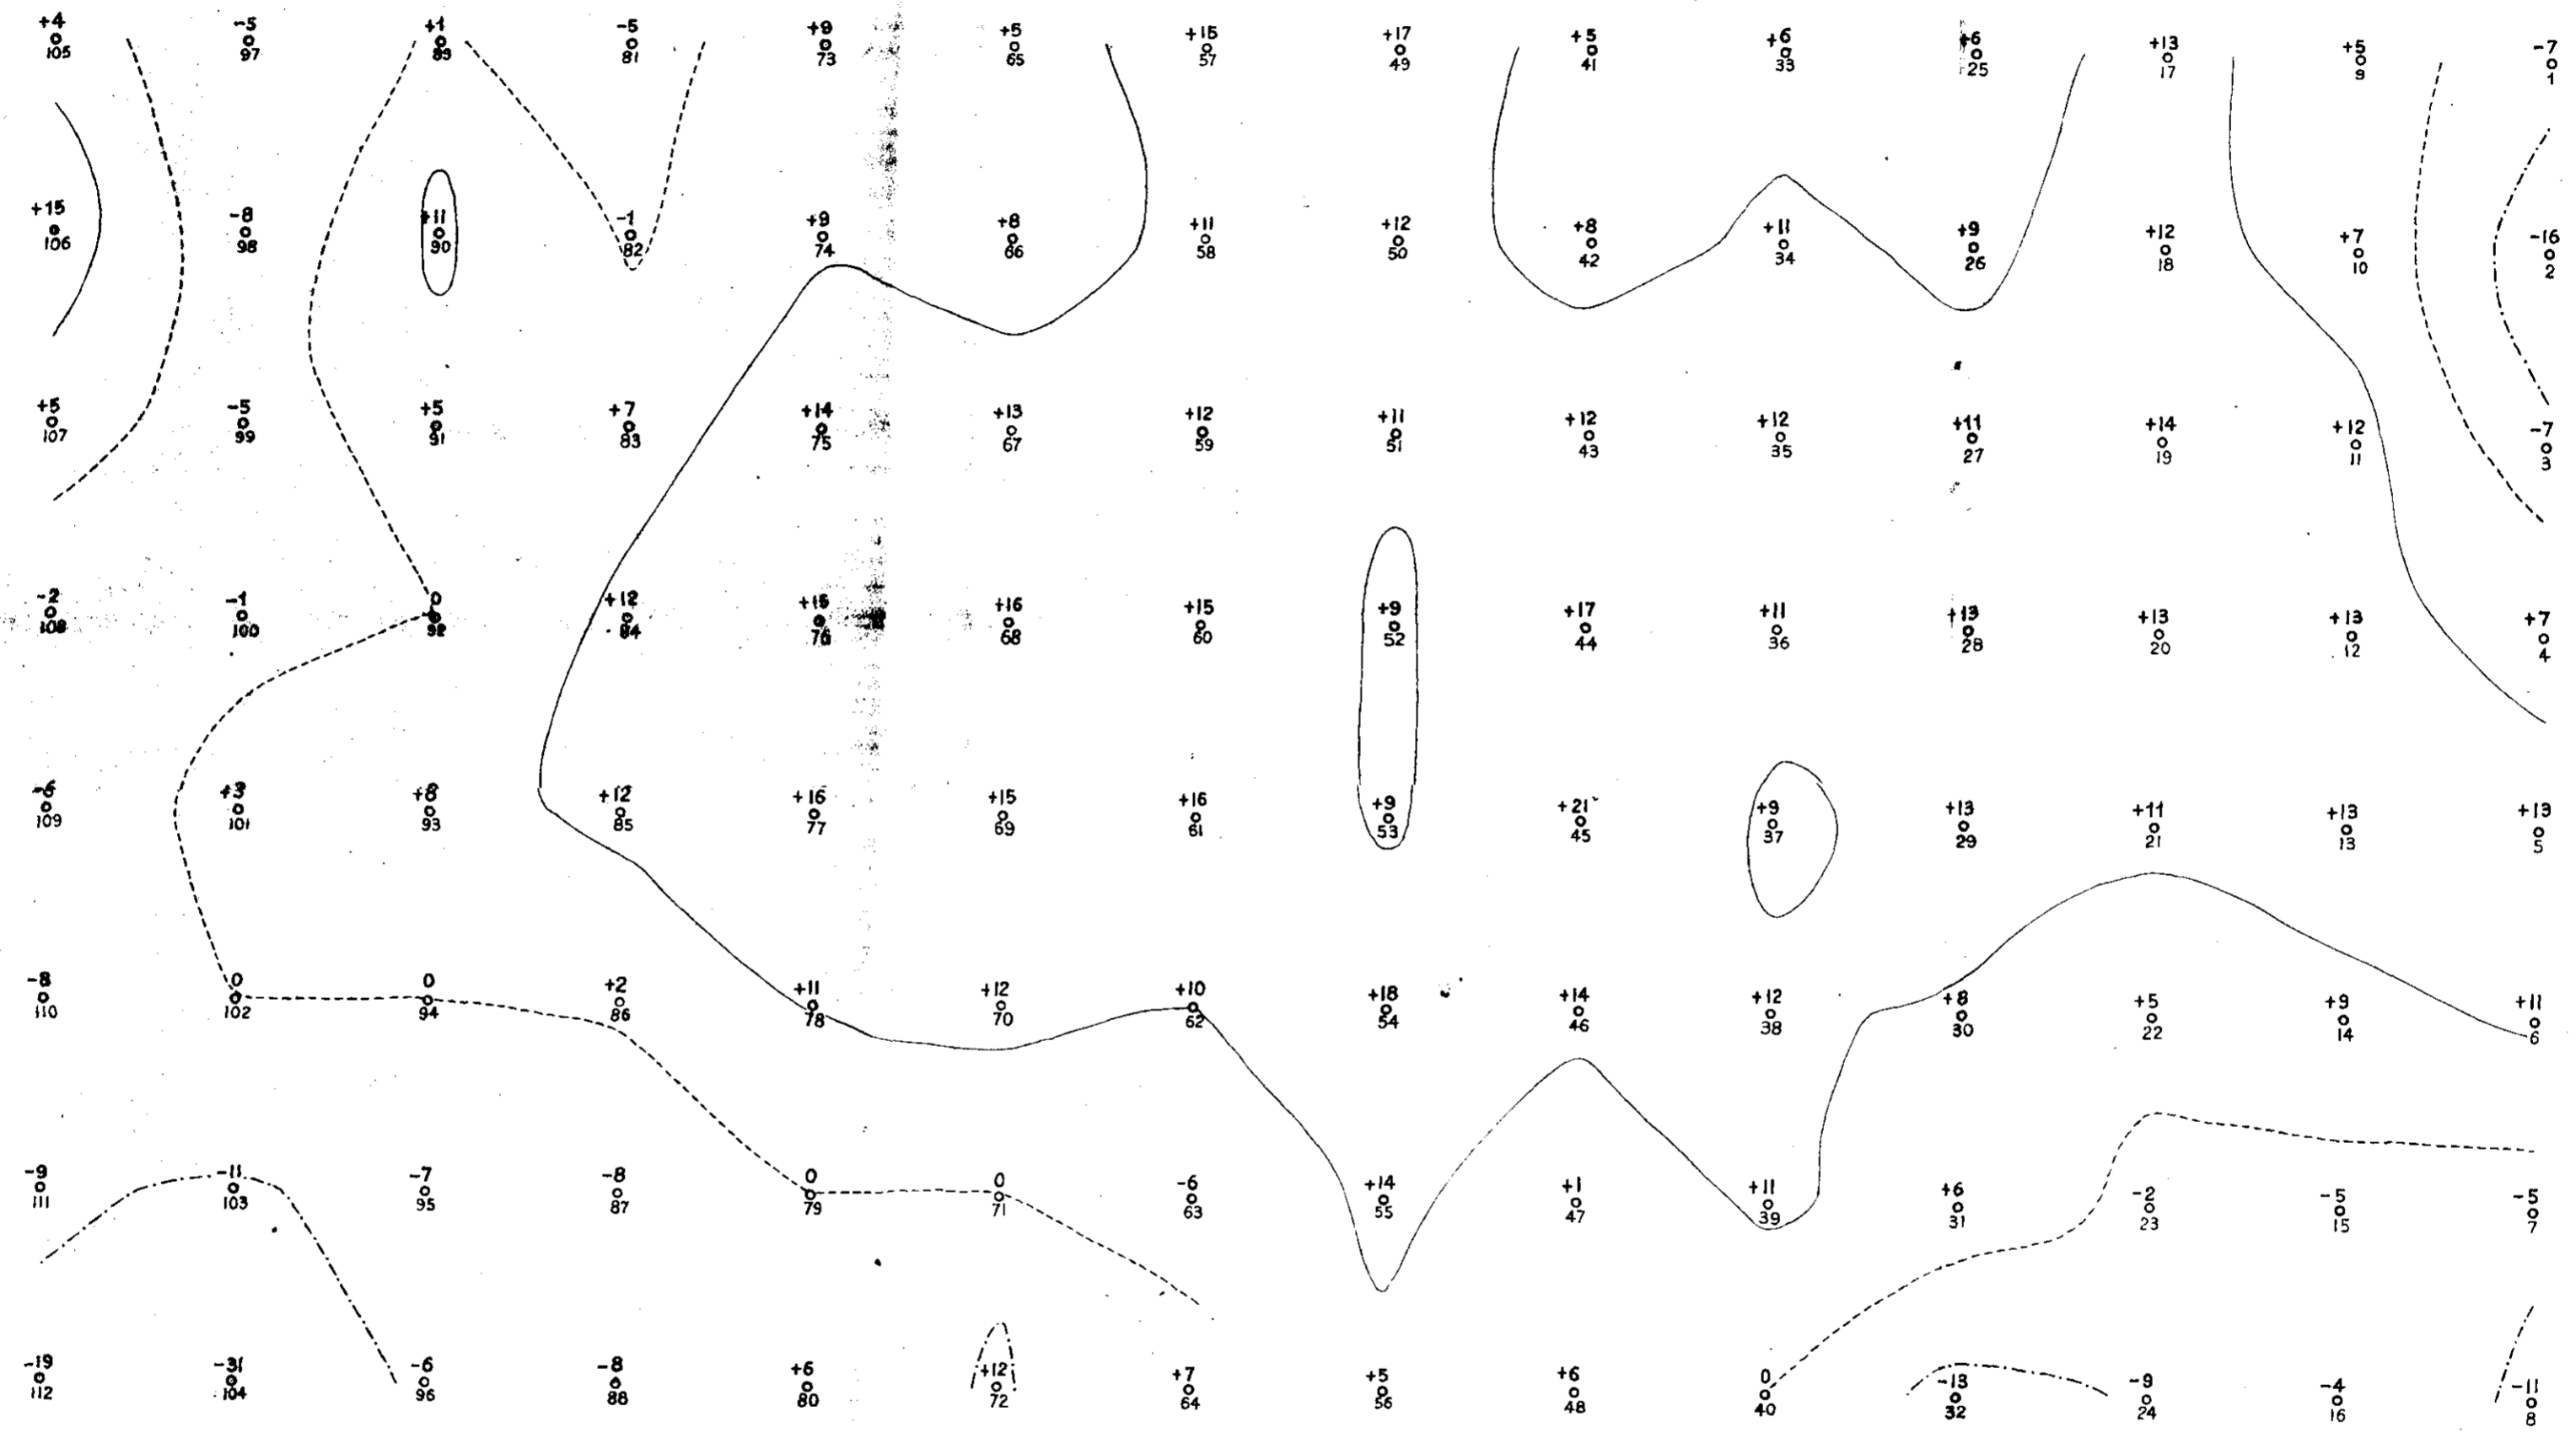 +4 -5 +1 -5 +9 +5 +15 +17 +5 +6 +6 +13 +5 -7
105 97 89 81 73 65 57 49 41 33 25 17 9 1
+15 -8 +11 -1 +9 +8 +11 +12 +8 +11 +9 +12 +7 -16
106 98 90 82 74 66 58 50 42 34 26 18 10 2
+5 -5 +5 +7 +14 +13 +12 +11 +12 +12 +11 +14 +12 -7
107 99 91 83 75 67 59 51 43 35 27 19 11 3
-2 -1 0 +12 +15 +16 +15 +9 +17 +11 +13 +13 +13 +7
108 100 92 84 76 68 60 52 44 36 28 20 12 4
-6 +3 +8 +12 +16 +15 +16 +9 +21 +9 +13 +11 +13 +13
109 101 93 85 77 69 61 53 45 37 29 21 13 5
-8 0 0 +2 +11 +12 +10 +18 +14 +12 +8 +5 +9 +11
110 102 94 86 78 70 62 54 46 38 30 22 14 6
-9 -11 -7 -8 0 0 -6 +14 +1 +11 +6 -2 -5 -5
111 103 95 87 79 71 63 55 47 39 31 23 15 7
-19 -31 -6 -8 +6 +12 +7 +5 +6 0 -13 -9 -4 -11
112 104 96 88 80 72 64 56 48 40 32 24 16 8